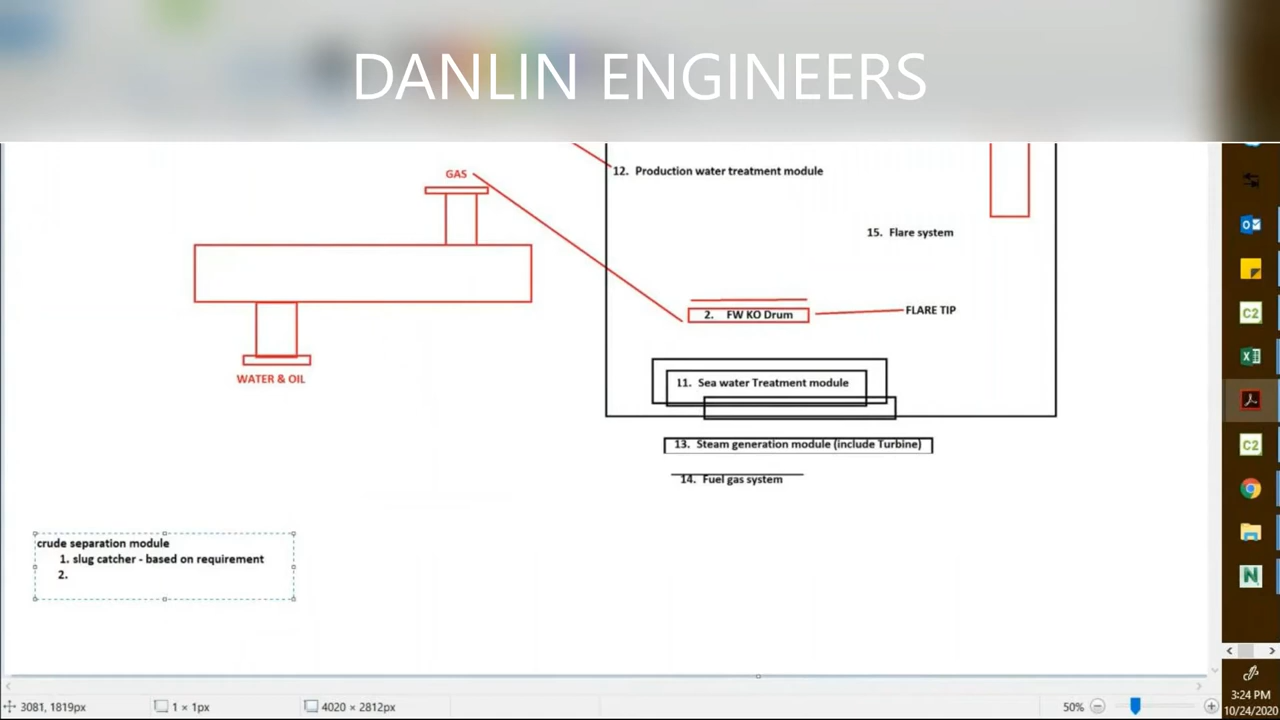 DANLIN ENGINEERS
12. Production water treatment module
GAS
15. Flare system
2. FW KO Drum
FLARE TIP
WATER & OIL
11. Sea water Treatment module
13. Steam generation module (include Turbine)
14. Fuel gas system
crude separation module
1. slug catcher - based on requirement
2.
C2
C2
3081, 1819px
1 × 1px
4020 × 2812px
50%
3:24 PM
10/24/2020